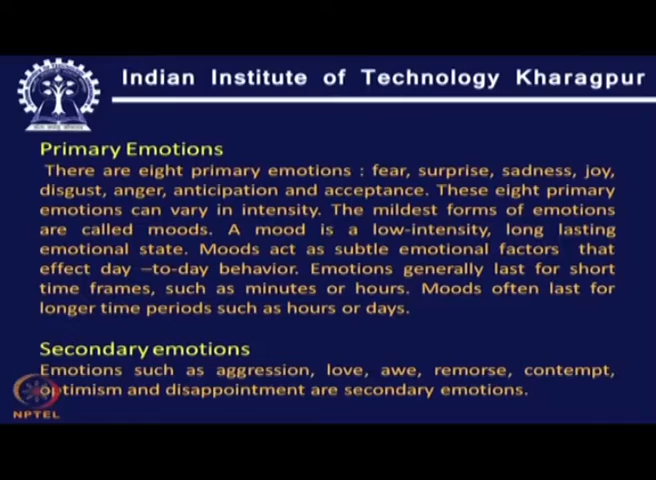 Indian Institute of Technology Kharagpur
Primary Emotions
There are eight primary emotions : fear, surprise, sadness, joy,
disgust, anger, anticipation and acceptance. These eight primary
emotions can vary in intensity. The mildest forms of emotions
are called moods. A mood is a low-intensity, long lasting
emotional state. Moods act as subtle emotional factors that
effect day –to-day behavior. Emotions generally last for short
time frames, such as minutes or hours. Moods often last for
longer time periods such as hours or days.
Secondary emotions
Emotions such as aggression, love, awe, remorse, contempt,
optimism and disappointment are secondary emotions.
NPTEL